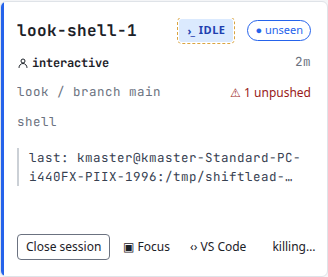 look-shell-1
›_ IDLE
• unseen
interactive
2m
look / branch main
⚠ 1 unpushed
shell
last: kmaster@kmaster-Standard-PC-
i440FX-PIIX-1996:/tmp/shiftlead-…
Close session
▣ Focus
‹› VS Code
killing…